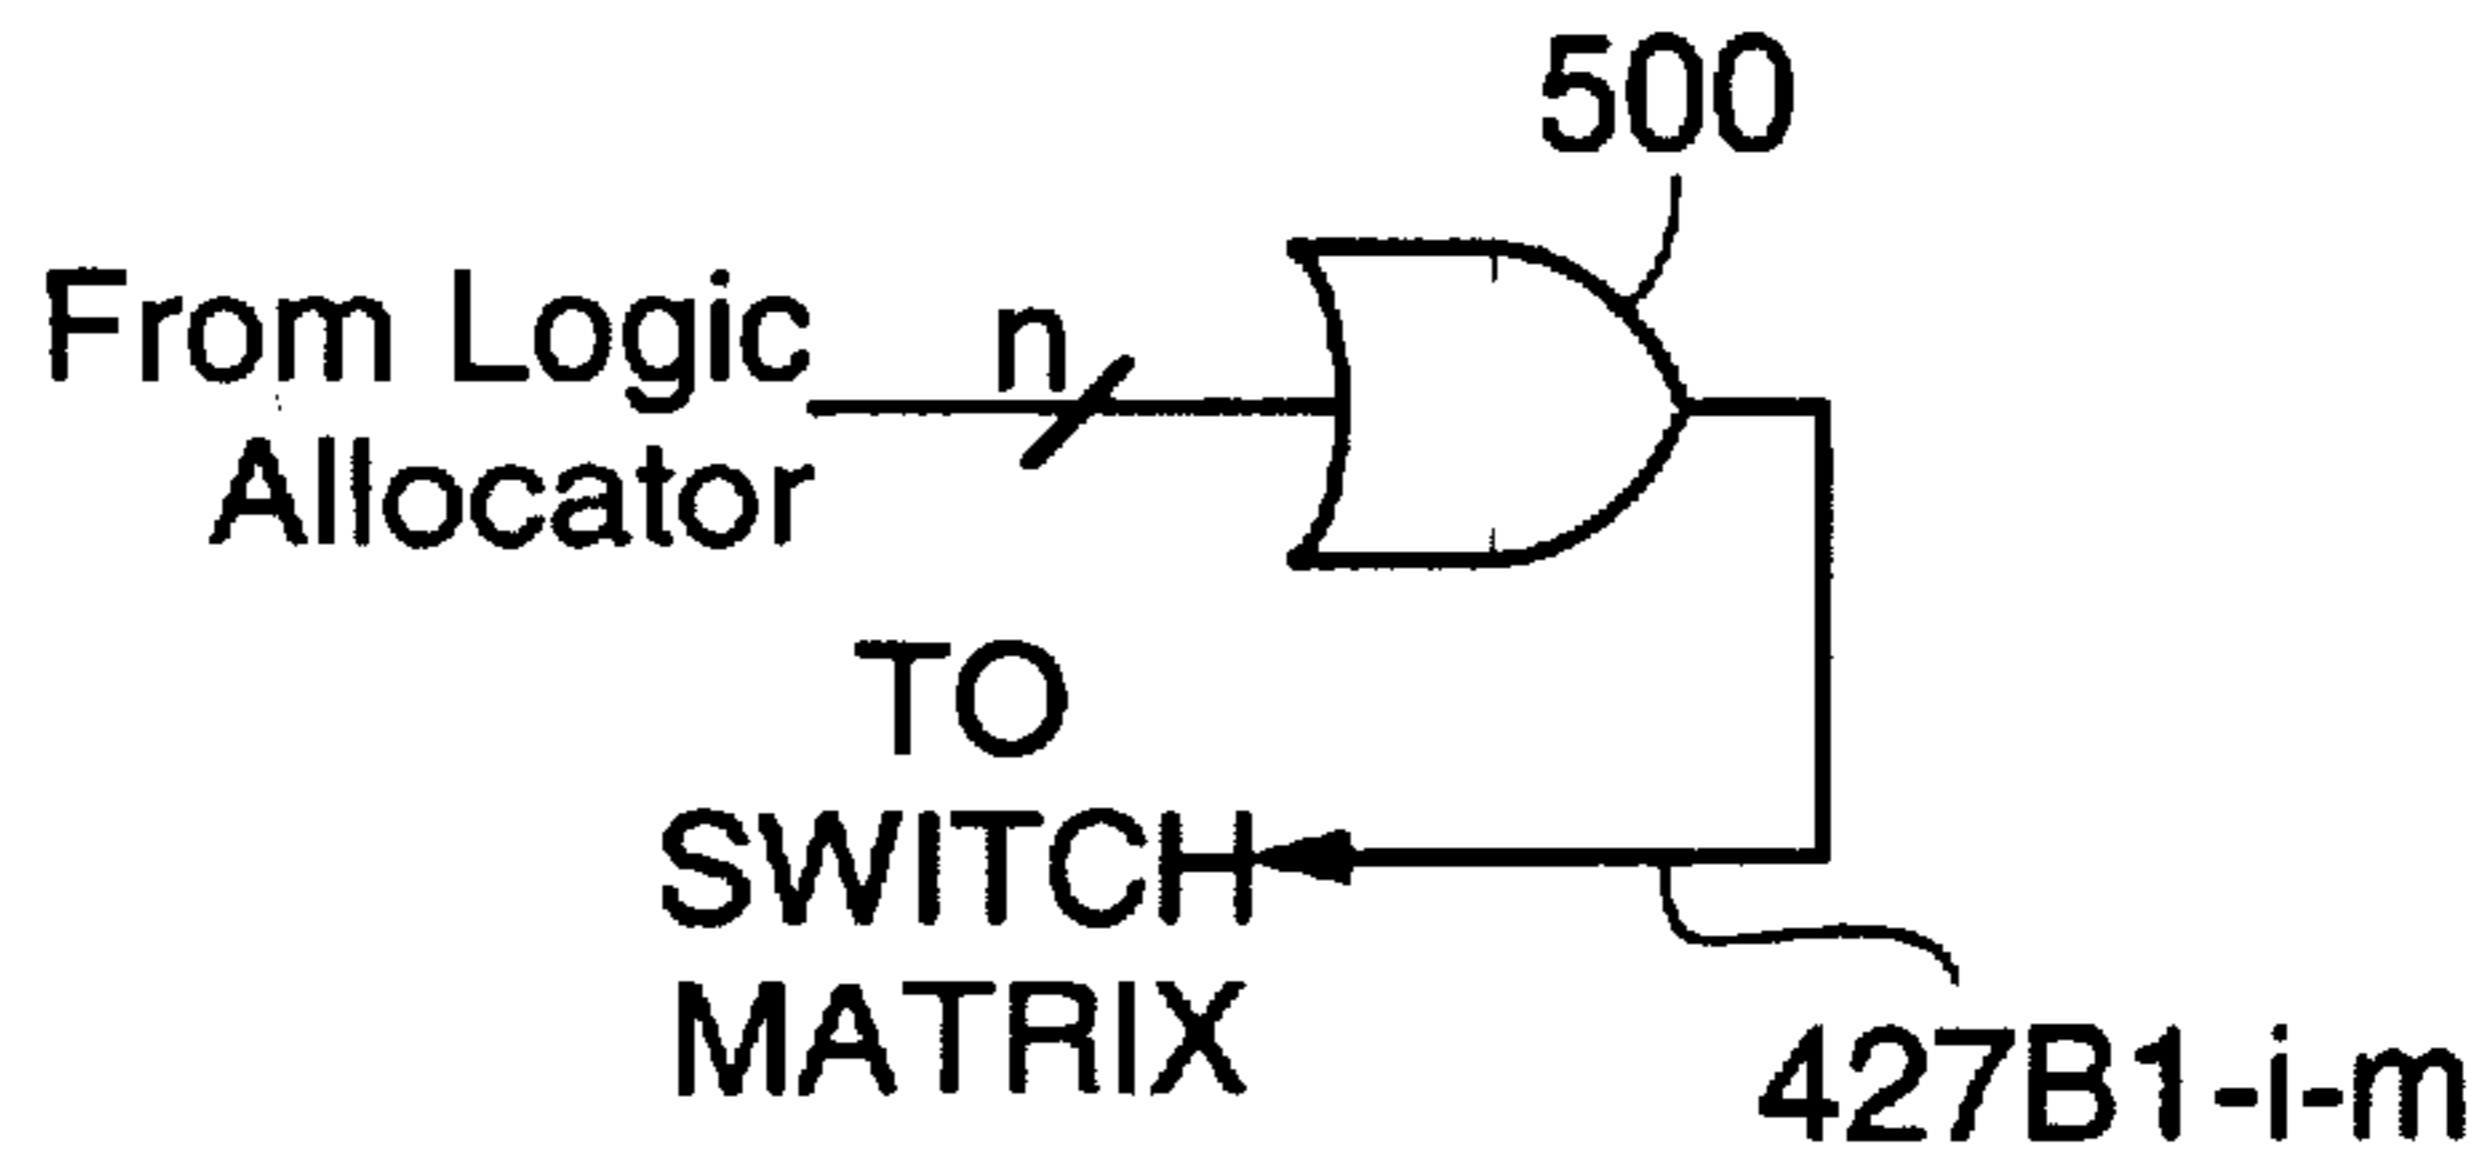 500
From Logic
Allocator
n
TO
SWITCH
MATRIX
427B1-i-m